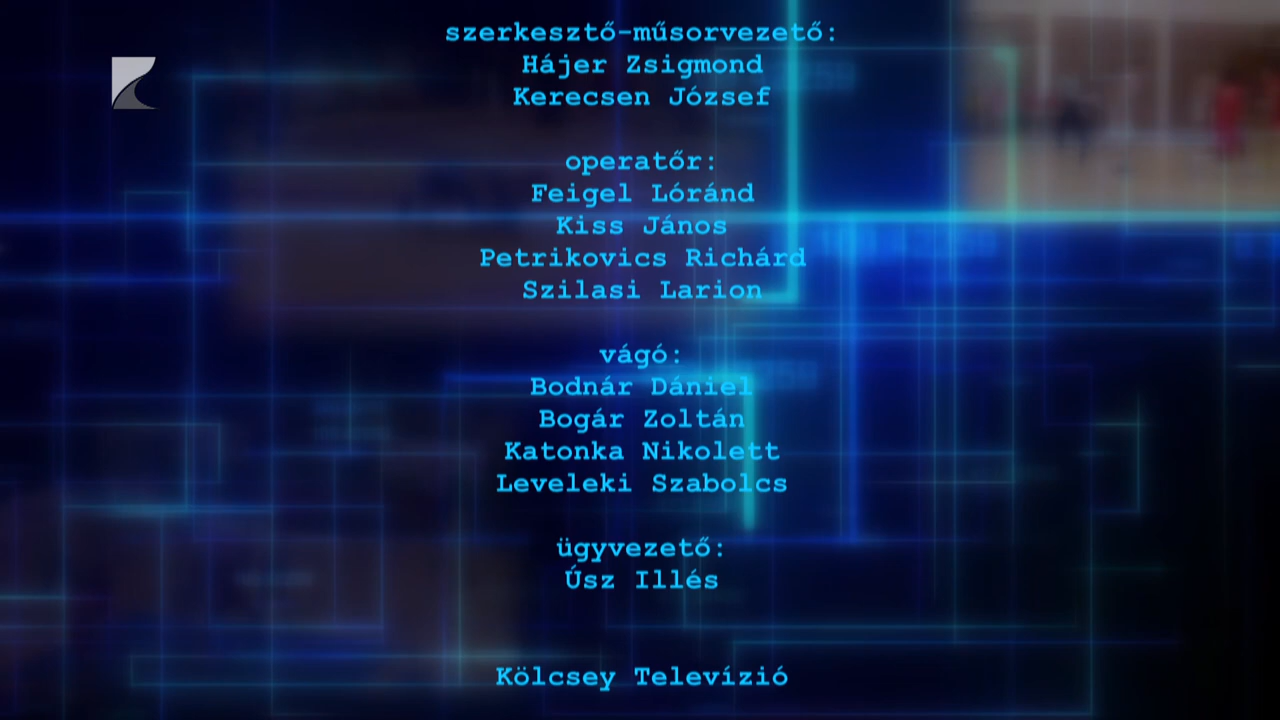 szerkesztő-műsorvezető:
Hájer Zsigmond
Kerecsen József
operatőr:
Feigel Lóránd
Kiss János
Petrikovics Richárd
Szilasi Larion
vágó:
Bodnár Dániel
Bogár Zoltán
Katonka Nikolett
Leveleki Szabolcs
ügyvezető:
Úsz Illés
Kölcsey Televízió